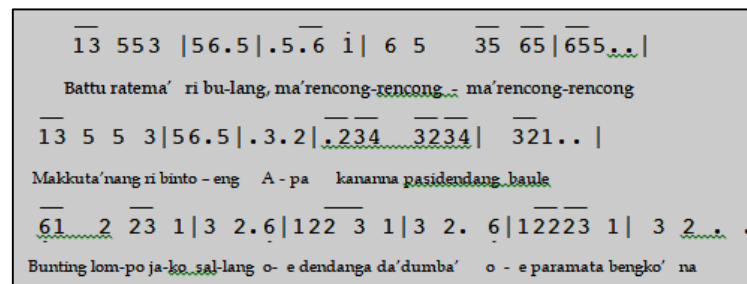 13 553 |56.5|.5.6 i| 6 5 35 65|655..|
Battu ratema’ ri bu-lang, ma’rencong-rencong - ma’rencong-rencong
13 5 5 3|56.5|.3.2|.234 3234| 321.. |
Makkuta’nang ri binto – eng A - pa kananna pasidendang baule
61 2 23 1|3 2.6|122 3 1|3 2. 6|12223 1| 3 2 . .
Bunting lom-po ja-ko sal-lang o- e dendanga da’dumba’ o - e paramata bengko’ na